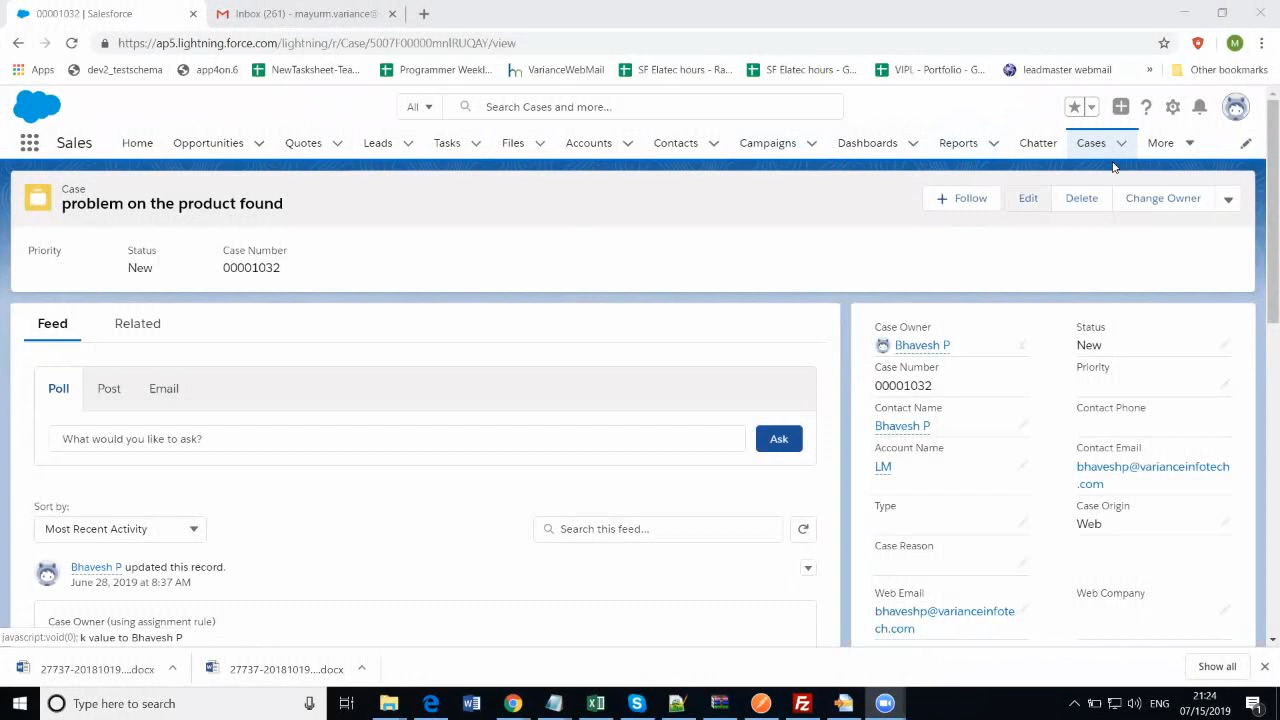 00001032 | Salesforce
Inbox (261) - mayurm.variance@
https://ap5.lightning.force.com/lightning/r/Case/5007F00000mnlRUQAY/view
M
Apps dev2_testschema app4on.6 NewTasksheet-Tea... Programmer Weekl... VarianceWebMail SF Elatec hours - Ra... SF Elatec hours - G... VIPL - Portfolio - G... leadmaster webmail » Other bookmarks
All Search Cases and more...
Sales Home Opportunities Quotes Leads Tasks Files Accounts Contacts Campaigns Dashboards Reports Chatter Cases More
Case
problem on the product found
+ Follow Edit Delete Change Owner
Priority Status Case Number
New 00001032
Feed Related
Poll Post Email
What would you like to ask?
Ask
Sort by:
Most Recent Activity
Search this feed...
Bhavesh P updated this record.
June 28, 2019 at 8:37 AM
Case Owner (using assignment rule)
k value to Bhavesh P
javascript:void(0);
Case Owner
Bhavesh P
Status
New
Case Number
00001032
Priority
Contact Name
Bhavesh P
Contact Phone
Account Name
LM
Contact Email
bhaveshp@varianceinfotech
.com
Type
Case Origin
Web
Case Reason
Web Email
bhaveshp@varianceinfote
ch.com
Web Company
27737-20181019....docx
27737-20181019....docx
Show all
Type here to search
ENG
21:24
07/15/2019